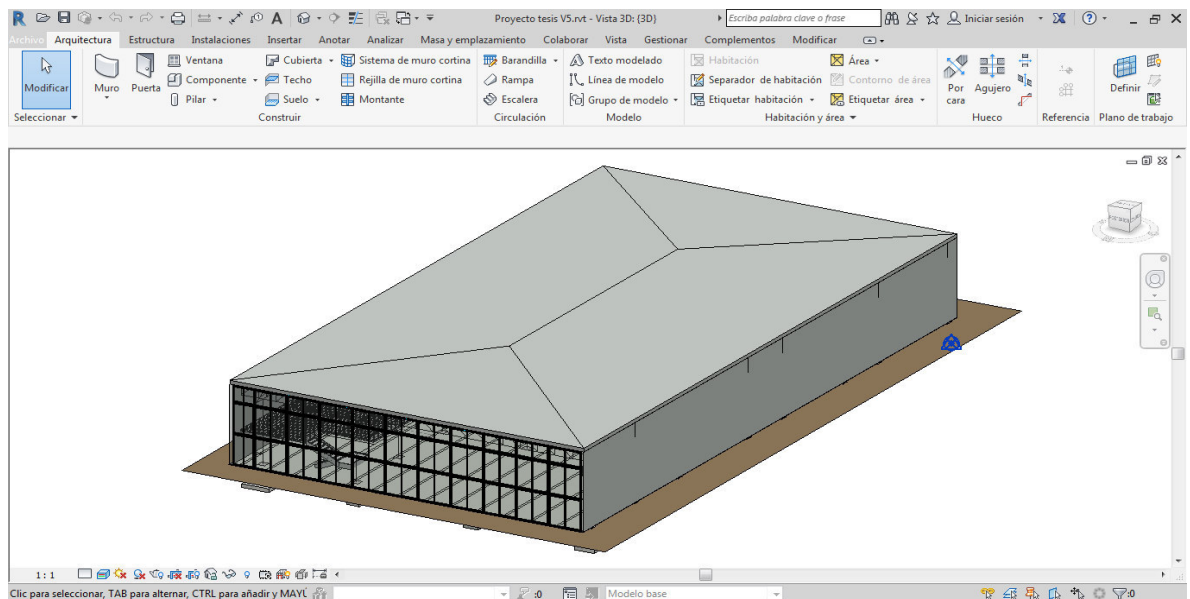 Proyecto tesis V5.rvt - Vista 3D: {3D}
Escriba palabra clave o frase
Iniciar sesión
Archivo Arquitectura Estructura Instalaciones Insertar Anotar Analizar Masa y emplazamiento Colaborar Vista Gestionar Complementos Modificar
Modificar
Muro
Puerta
Ventana
Componente
Pilar
Cubierta
Techo
Suelo
Sistema de muro cortina
Rejilla de muro cortina
Montante
Barandilla
Rampa
Escalera
Texto modelado
Línea de modelo
Grupo de modelo
Habitación
Separador de habitación
Etiquetar habitación
Área
Contorno de área
Etiquetar área
Por cara
Agujero
Definir
Seleccionar
Construir
Circulación
Modelo
Habitación y área
Hueco
Referencia
Plano de trabajo
1:1
Clic para seleccionar, TAB para alternar, CTRL para añadir y MAYÚ
:0
Modelo base
:0